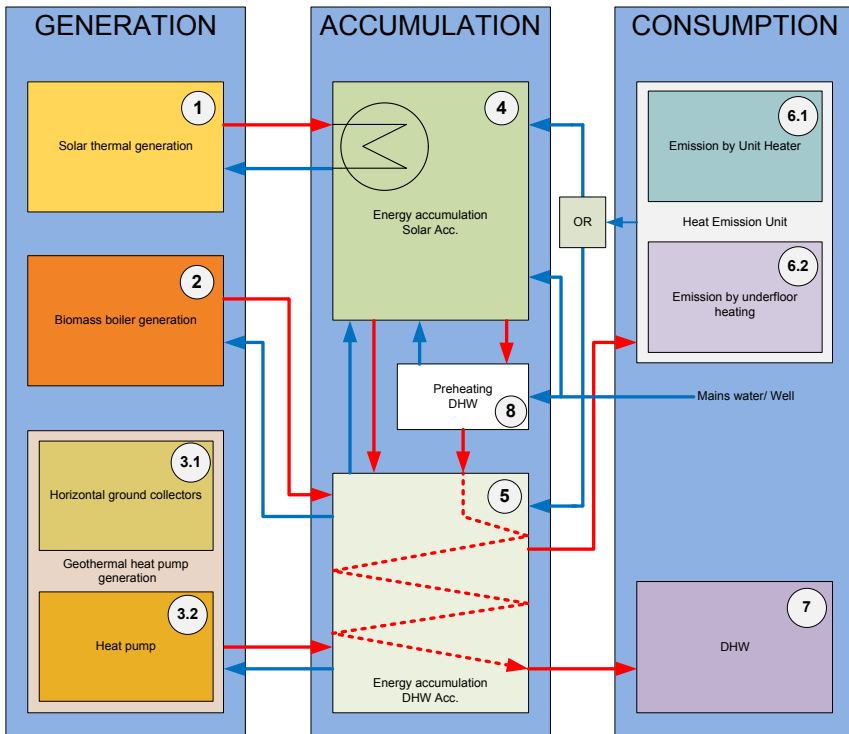 GENERATION
ACCUMULATION
CONSUMPTION
1
Solar thermal generation
2
Biomass boiler generation
3.1
Horizontal ground collectors
Geothermal heat pump
generation
3.2
Heat pump
4
Energy accumulation
Solar Acc.
Preheating
DHW
8
5
Energy accumulation
DHW Acc.
OR
6.1
Emission by Unit Heater
Heat Emission Unit
6.2
Emission by underfloor
heating
Mains water/ Well
7
DHW